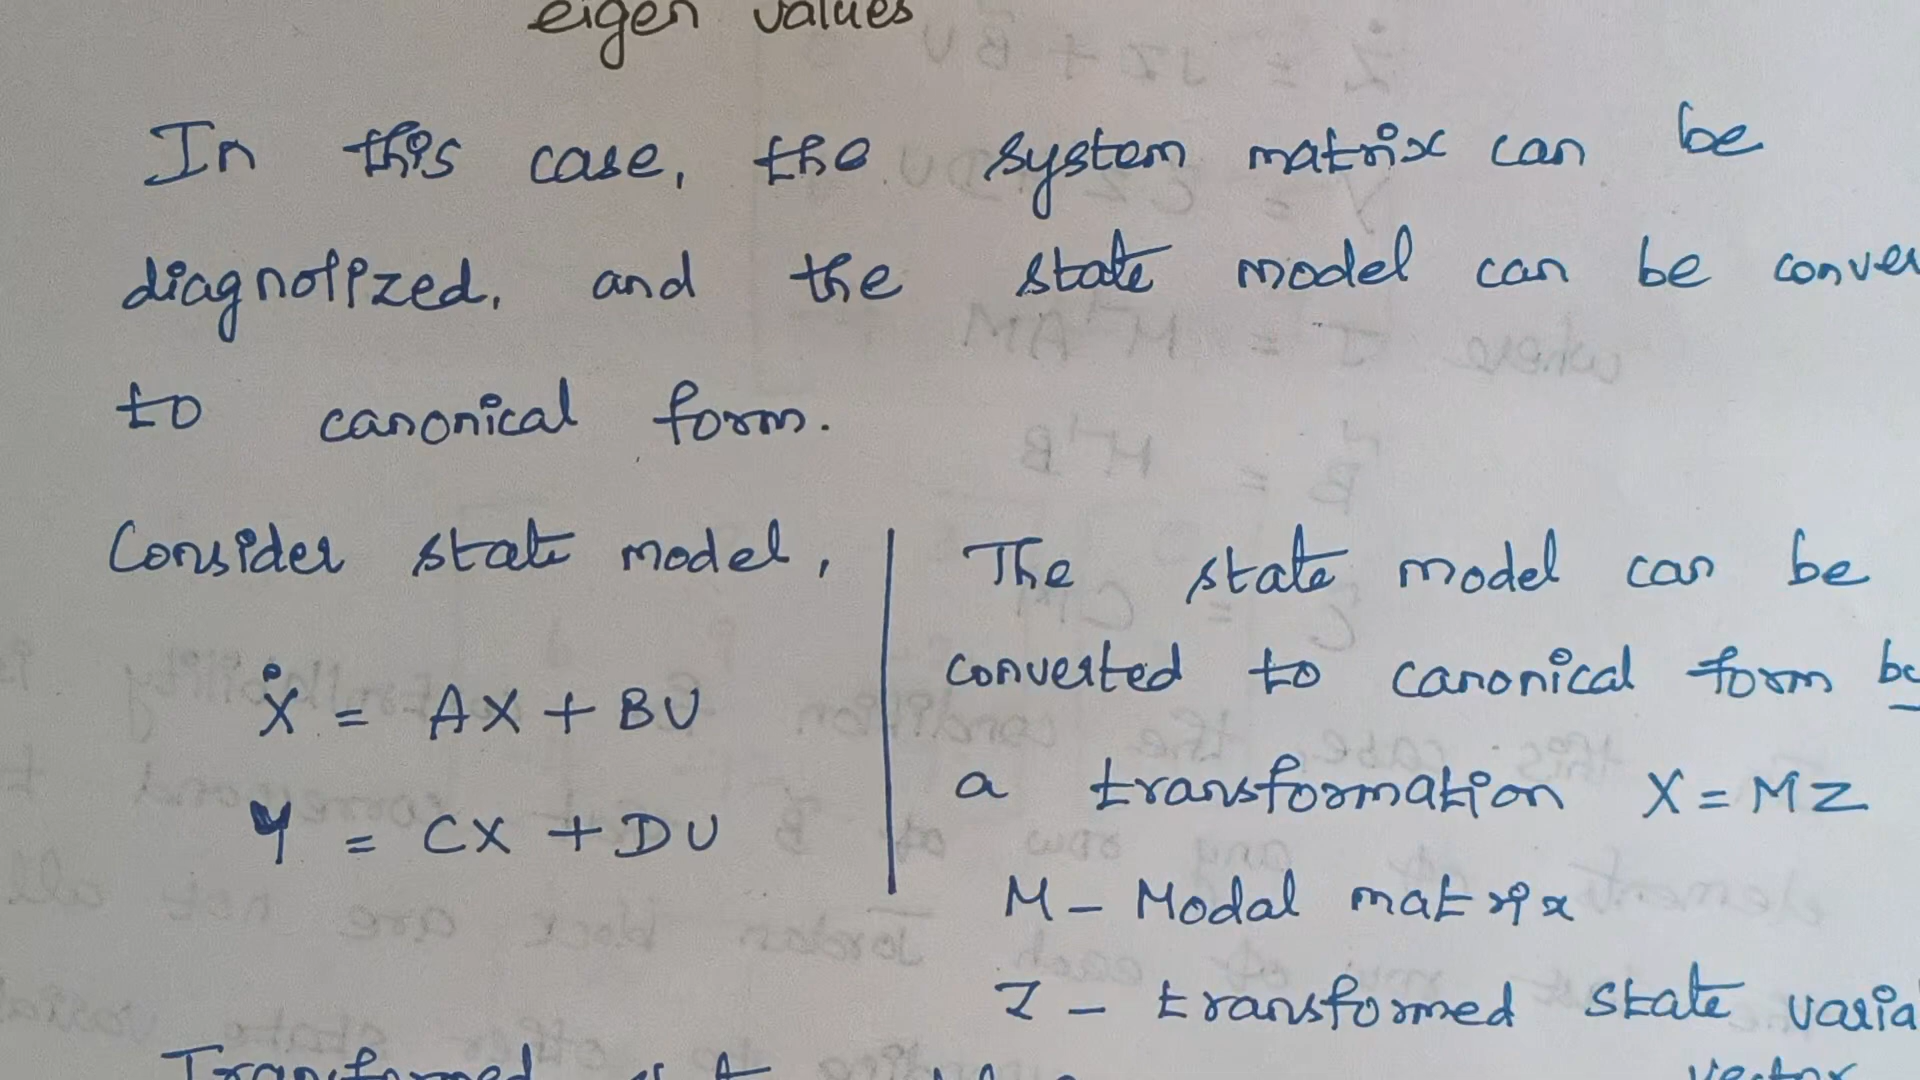 eigen values
In this case, the system matrix can be
diagnolized, and the state model can be conver
to canonical form.
Consider state model,
Ẋ = AX + BU
Y = CX + DU
The state model can be
converted to canonical form
a transformation X = MZ
M - Modal matrix
Z - transformed state varia
vector
Transformed